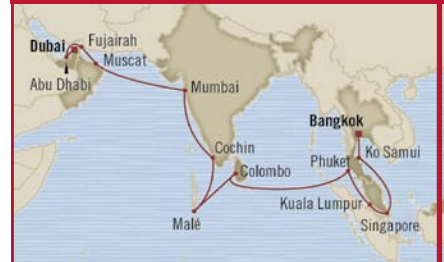 Dubai
Fujairah
Abu Dhabi
Muscat
Mumbai
Bangkok
Cochin
Colombo
Phuket
Ko Samui
Malé
Kuala Lumpur
Singapore